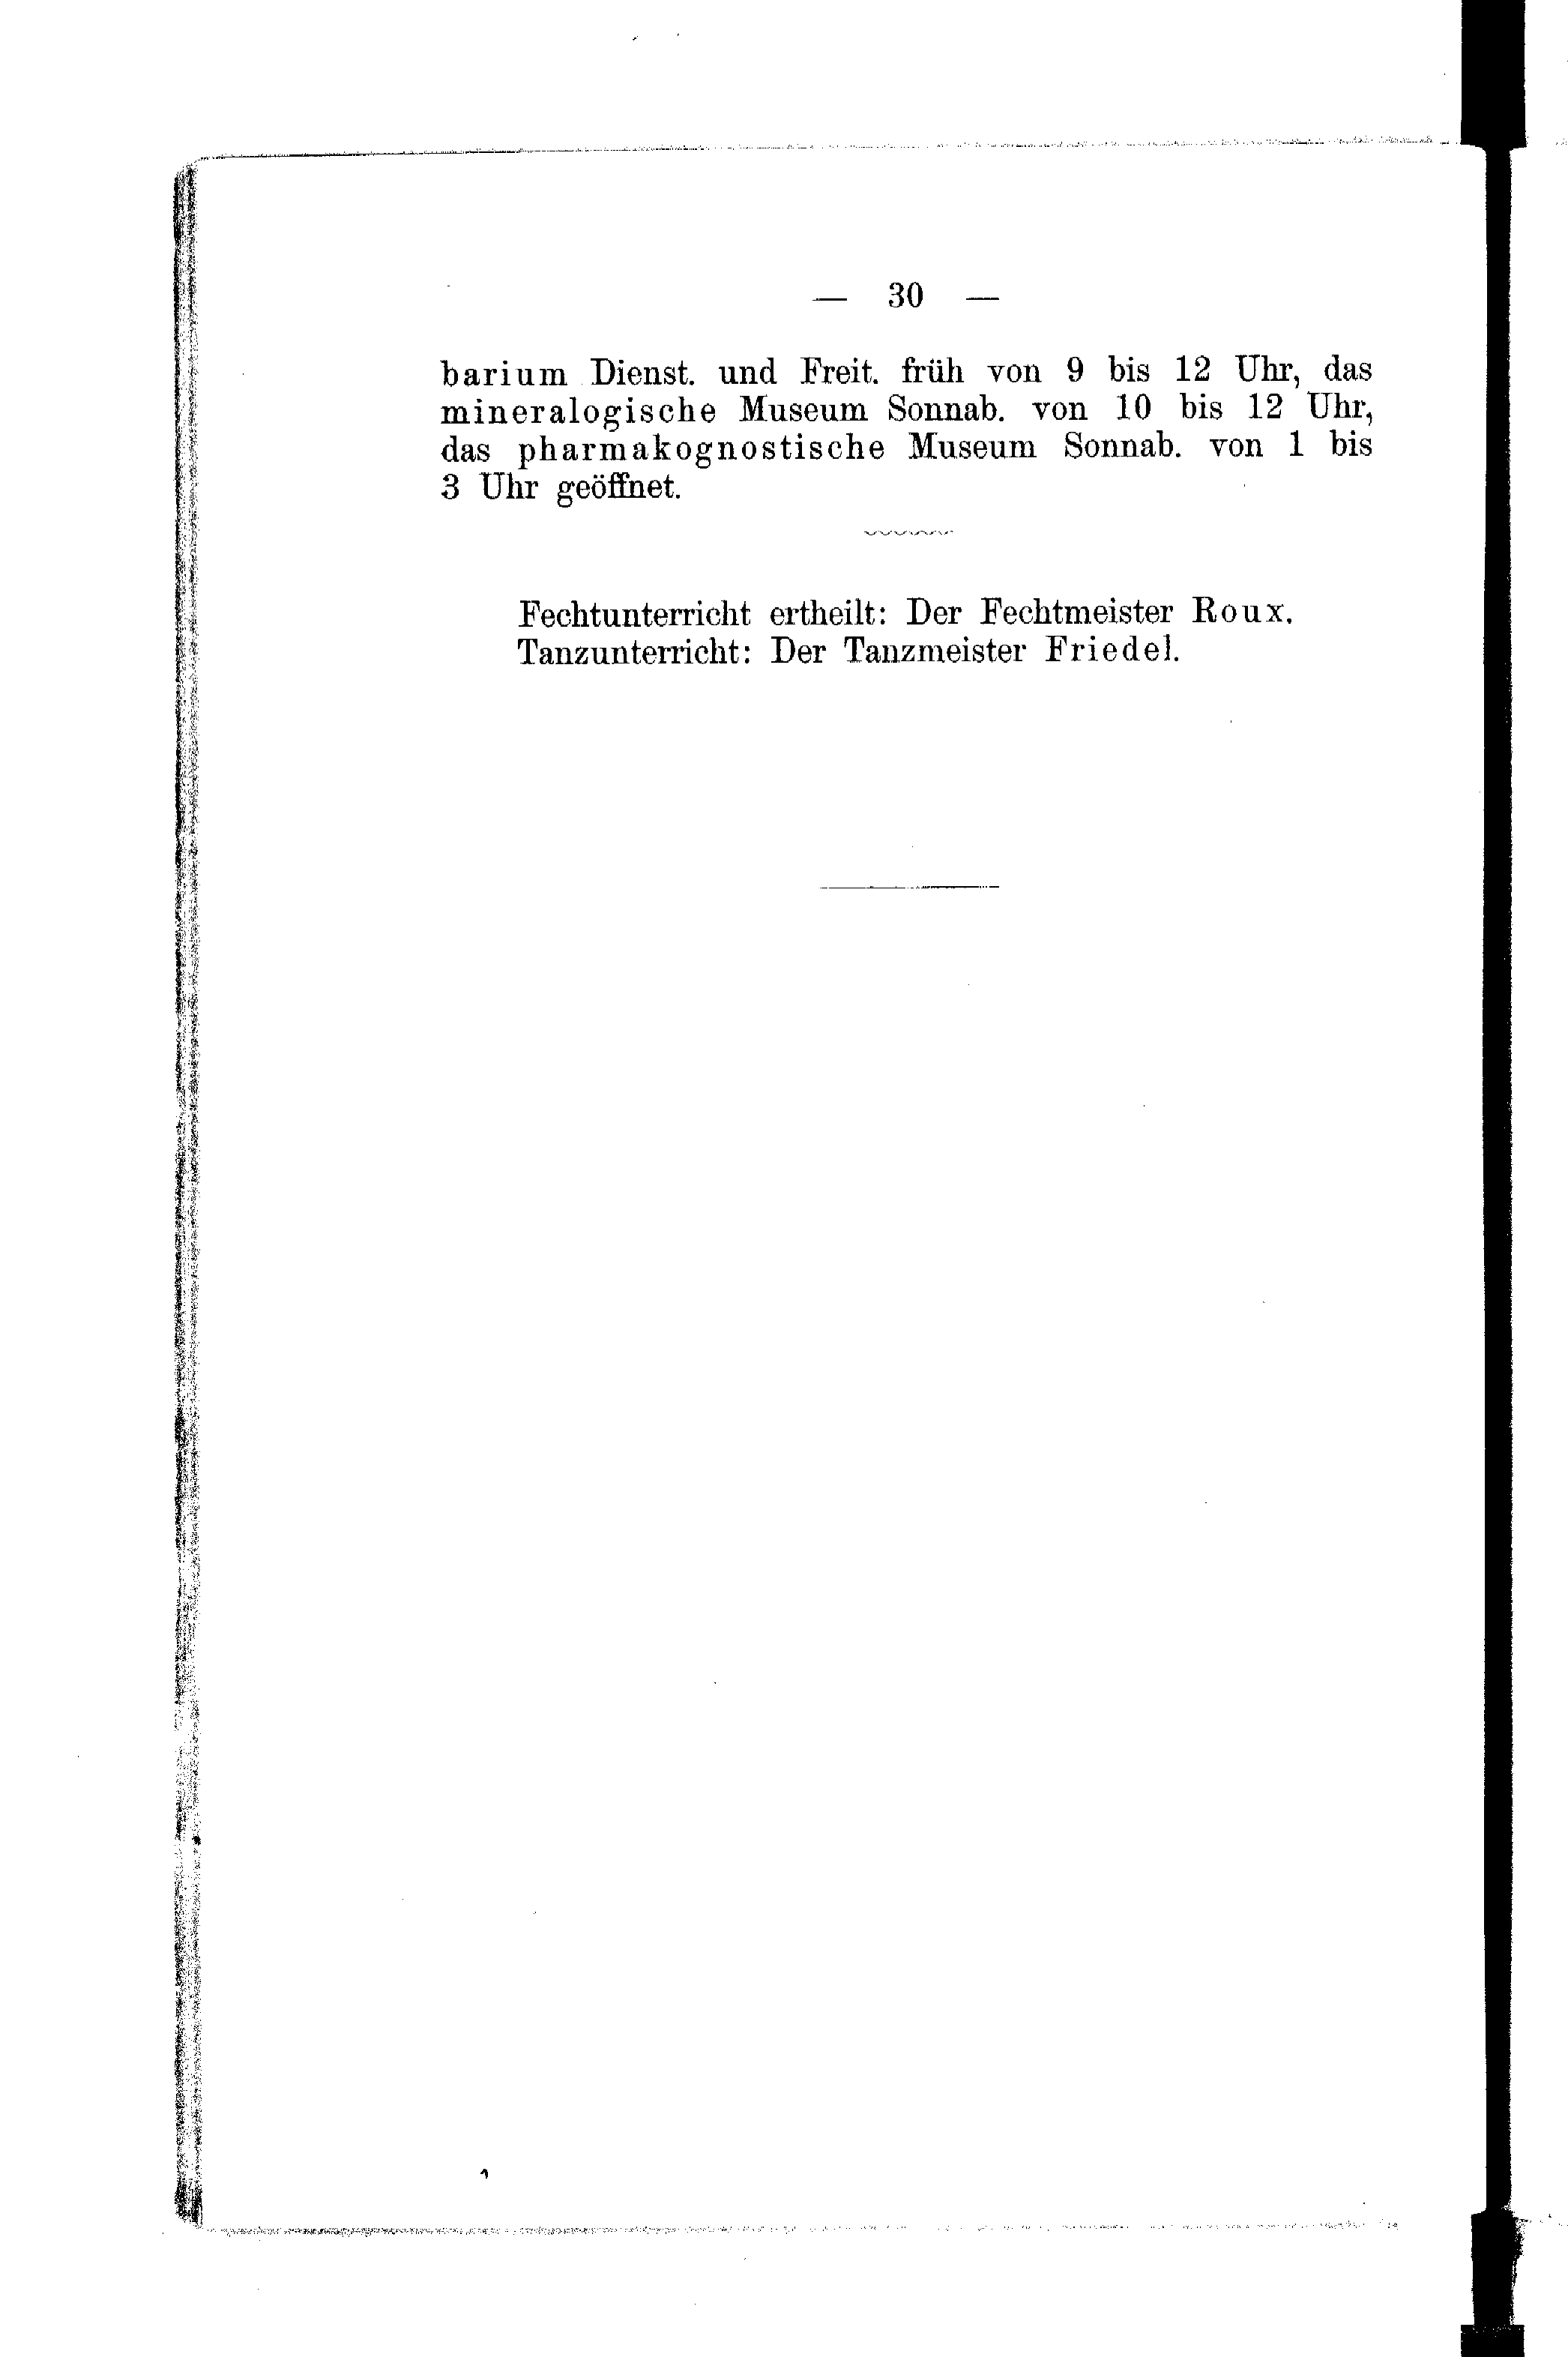 — 30 —
barium Dienst. und Freit. früh von 9 bis 12 Uhr, das
mineralogische Museum Sonnab. von 10 bis 12 Uhr,
das pharmakognostische Museum Sonnab. von 1 bis
3 Uhr geöffnet.
Fechtunterricht ertheilt: Der Fechtmeister Roux.
Tanzunterricht: Der Tanzmeister Friedel.